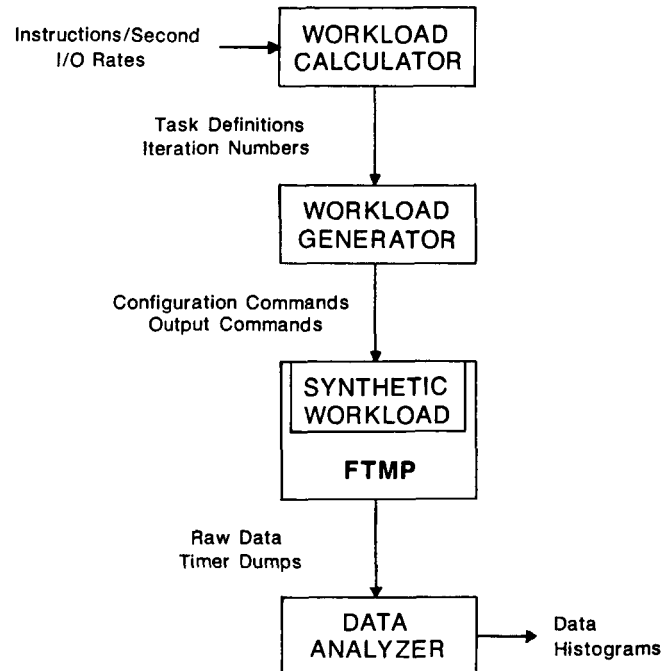 Instructions/Second
I/O Rates
WORKLOAD
CALCULATOR
Task Definitions
Iteration Numbers
WORKLOAD
GENERATOR
Configuration Commands
Output Commands
SYNTHETIC
WORKLOAD
FTMP
Raw Data
Timer Dumps
DATA
ANALYZER
Data
Histograms